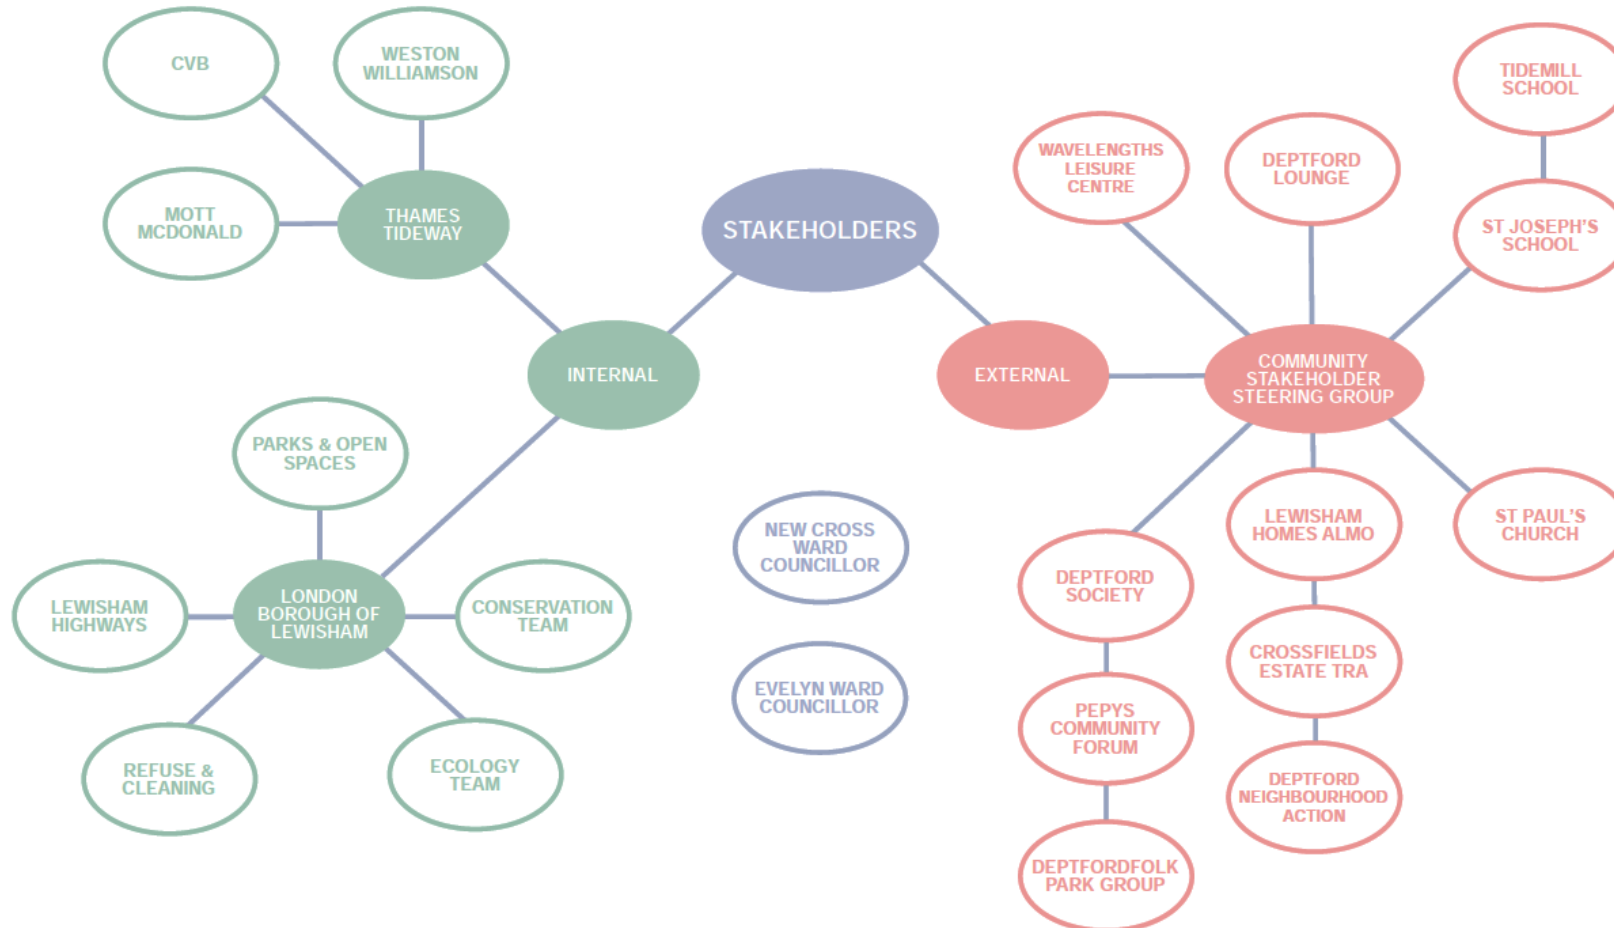 CVB
WESTON
WILLIAMSON
MOTT
MCDONALD
THAMES
TIDEWAY
STAKEHOLDERS
INTERNAL
EXTERNAL
PARKS & OPEN
SPACES
LEWISHAM
HIGHWAYS
LONDON
BOROUGH OF
LEWISHAM
CONSERVATION
TEAM
REFUSE &
CLEANING
ECOLOGY
TEAM
NEW CROSS
WARD
COUNCILLOR
EVELYN WARD
COUNCILLOR
WAVELENGTHS
LEISURE
CENTRE
DEPTFORD
LOUNGE
TIDEMILL
SCHOOL
ST JOSEPH'S
SCHOOL
COMMUNITY
STAKEHOLDER
STEERING GROUP
DEPTFORD
SOCIETY
PEPYS
COMMUNITY
FORUM
DEPTFORDFOLK
PARK GROUP
LEWISHAM
HOMES ALMO
CROSSFIELDS
ESTATE TRA
DEPTFORD
NEIGHBOURHOOD
ACTION
ST PAUL'S
CHURCH